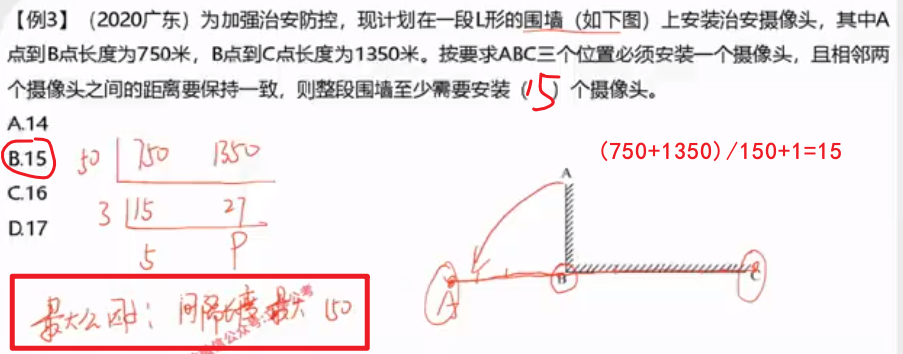 【例3】（2020广东）为加强治安防控，现计划在一段L形的围墙（如下图）上安装治安摄像头，其中A
点到B点长度为750米，B点到C点长度为1350米。按要求ABC三个位置必须安装一个摄像头，且相邻两
个摄像头之间的距离要保持一致，则整段围墙至少需要安装（15）个摄像头。
A.14
B.15
C.16
D.17
50 750 1350
3 15 27
5 9
(750+1350)/150+1=15
A
A B C
最大公因: 间隔长度最大 150